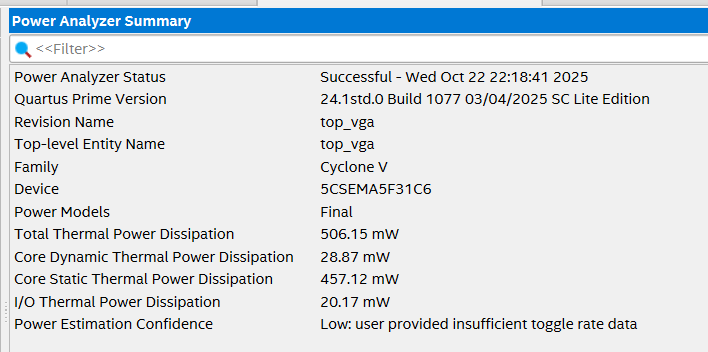 Power Analyzer Summary
<<Filter>>
Power Analyzer Status Successful - Wed Oct 22 22:18:41 2025
Quartus Prime Version 24.1std.0 Build 1077 03/04/2025 SC Lite Edition
Revision Name top_vga
Top-level Entity Name top_vga
Family Cyclone V
Device 5CSEMA5F31C6
Power Models Final
Total Thermal Power Dissipation 506.15 mW
Core Dynamic Thermal Power Dissipation 28.87 mW
Core Static Thermal Power Dissipation 457.12 mW
I/O Thermal Power Dissipation 20.17 mW
Power Estimation Confidence Low: user provided insufficient toggle rate data